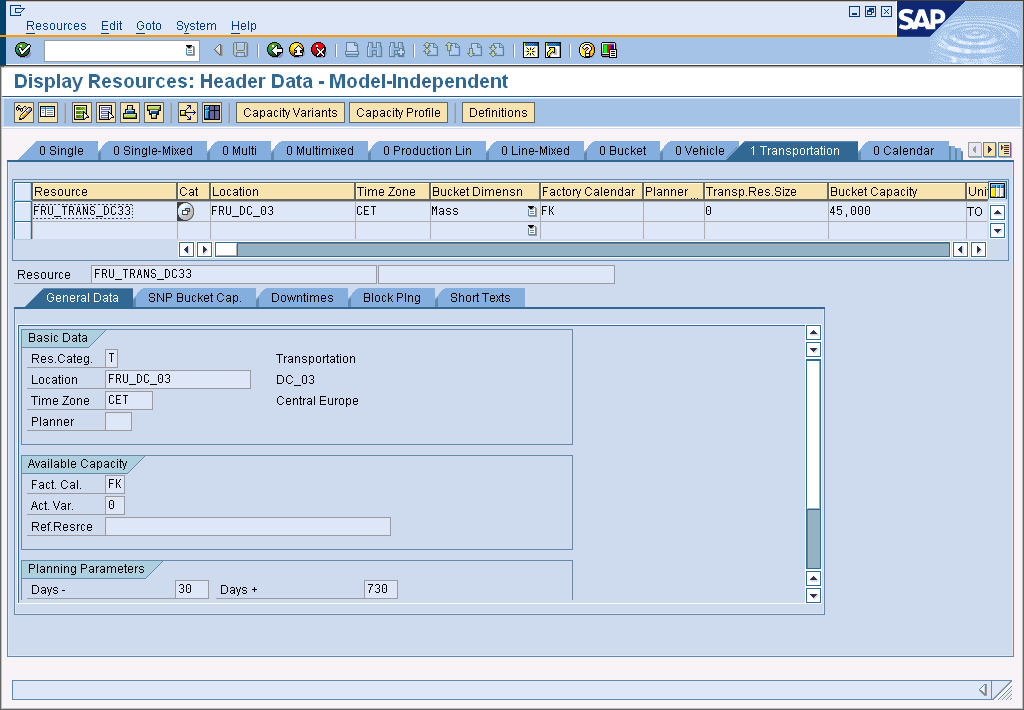 Resources Edit Goto System Help
SAP
Display Resources: Header Data - Model-Independent
Capacity Variants Capacity Profile Definitions
0 Single 0 Single-Mixed 0 Multi 0 Multimixed 0 Production Lin 0 Line-Mixed 0 Bucket 0 Vehicle 1 Transportation 0 Calendar
Resource Cat Location Time Zone Bucket Dimensn Factory Calendar Planner ... Transp.Res.Size Bucket Capacity Uni
FRU_TRANS_DC33 FRU_DC_03 CET Mass FK 0 45,000 TO
Resource FRU_TRANS_DC33
General Data SNP Bucket Cap. Downtimes Block Plng Short Texts
Basic Data
Res.Categ. T Transportation
Location FRU_DC_03 DC_03
Time Zone CET Central Europe
Planner
Available Capacity
Fact. Cal. FK
Act. Var. 0
Ref.Resrce
Planning Parameters
Days - 30 Days + 730